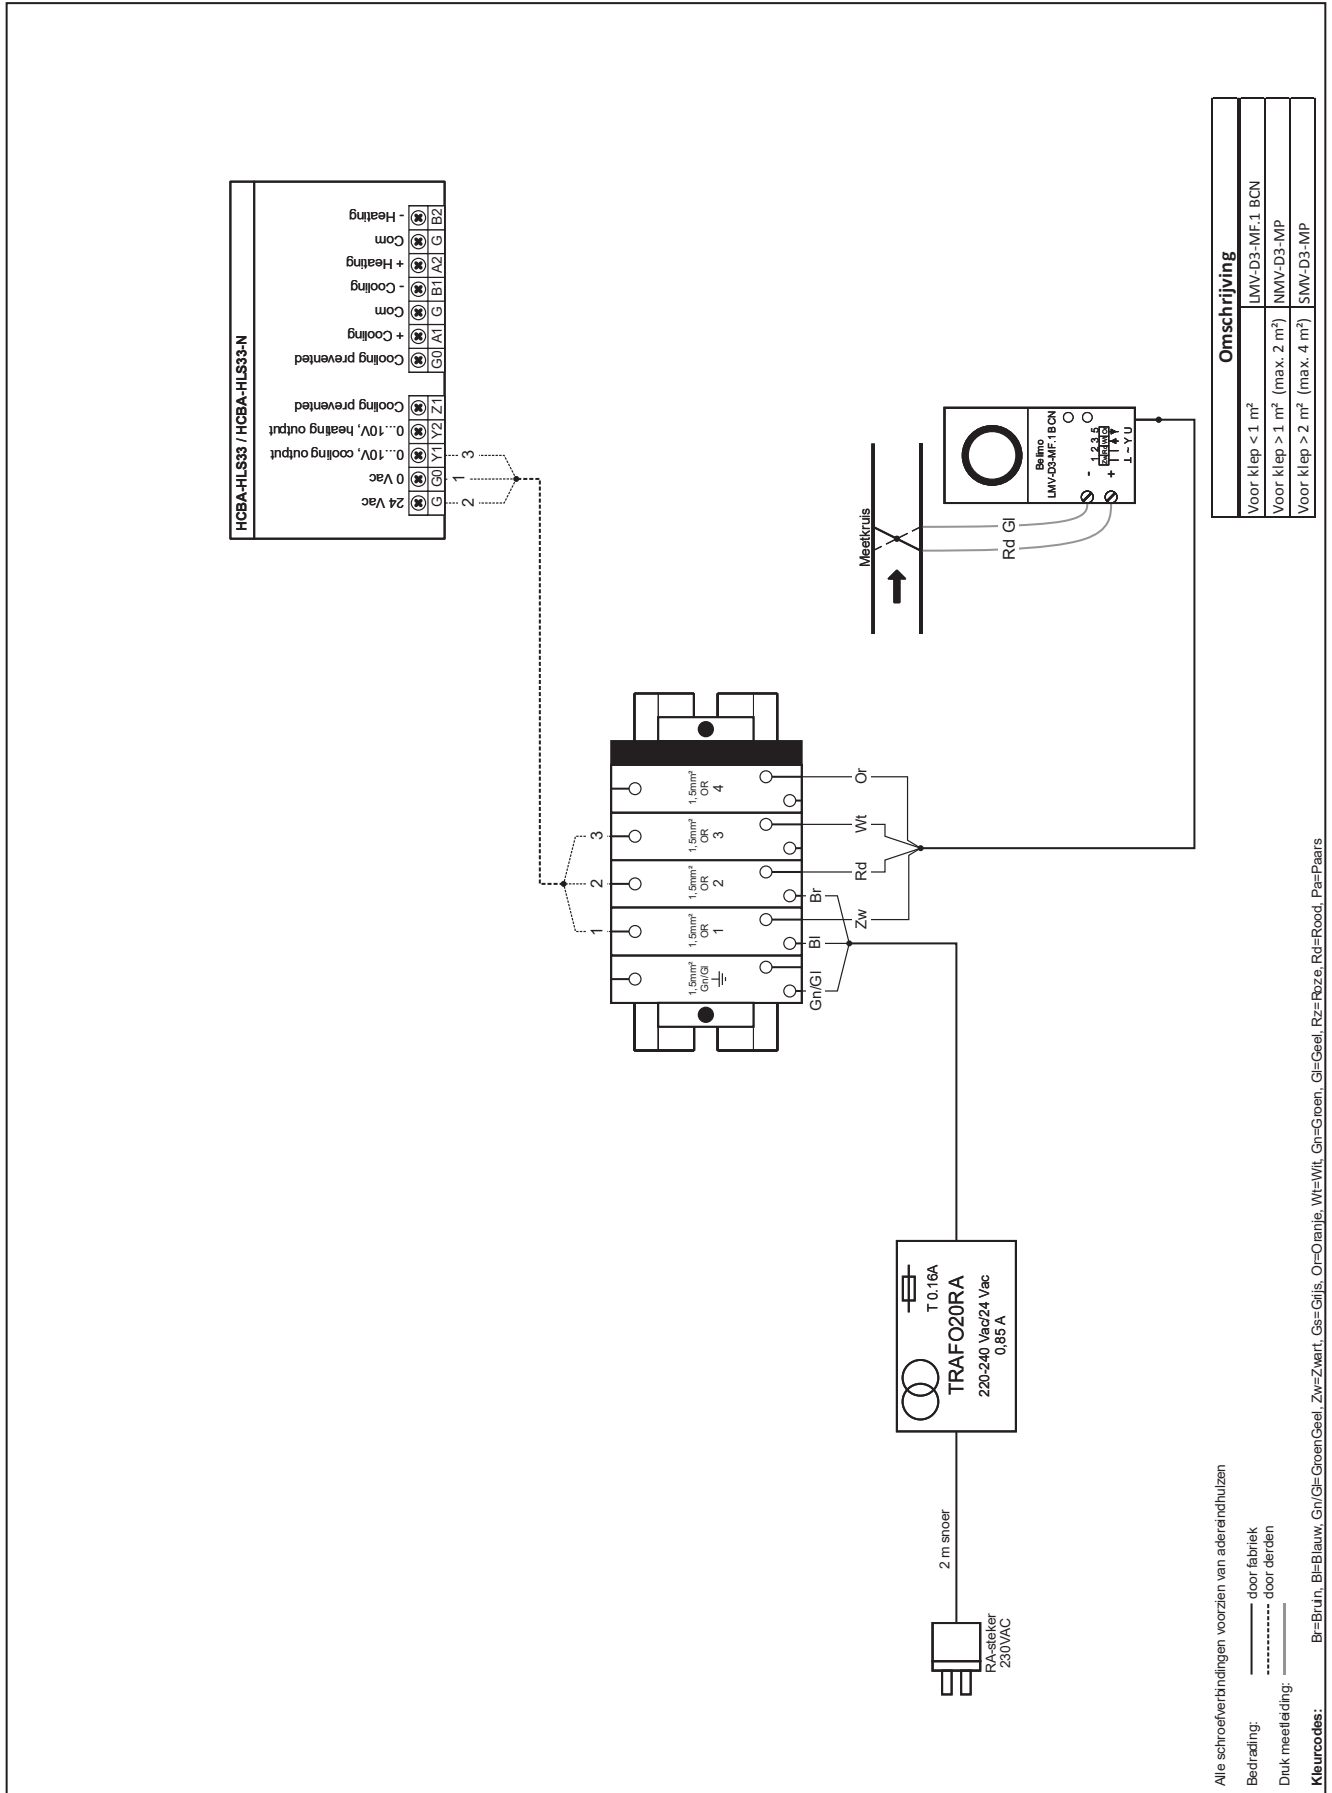 HCBA-HLS33 / HCBA-HLS33-N
24 Vac
0 Vac
0...10V, cooling output
0...10V, heating output
Cooling prevented
Cooling prevented
+ Cooling
Com
- Cooling
+ Heating
Com
- Heating
G G0 Y1 Y2 Z1 G0 A1 G B1 A2 G B2
2 1 3
1 2 3
1,5mm² Gn/Gl
1,5mm² OR 1
1,5mm² OR 2
1,5mm² OR 3
1,5mm² OR 4
Gn/Gl Bl Br
Zw Rd Wt Or
Meetkruis
Rd Gl
Belimo
LMV-D3-MF.1 BCN
- +
1 2 3 5
⊥ ~ Y U
T 0.16A
TRAFO20RA
220-240 Vac/24 Vac
0,85 A
2 m snoer
RA-steker
230VAC
Omschrijving
Voor klep < 1 m² LMV-D3-MF.1 BCN
Voor klep > 1 m² (max. 2 m²) NMV-D3-MP
Voor klep > 2 m² (max. 4 m²) SMV-D3-MP
Alle schroefverbindingen voorzien van adereindhulzen
Bedrading: door fabriek
door derden
Druk meetleiding:
Kleurcodes: Br=Bruin, Bl=Blauw, Gn/Gl=GroenGeel, Zw=Zwart, Gs=Grijs, Or=Oranje, Wt=Wit, Gn=Groen, Gl=Geel, Rz=Roze, Rd=Rood, Pa=Paars